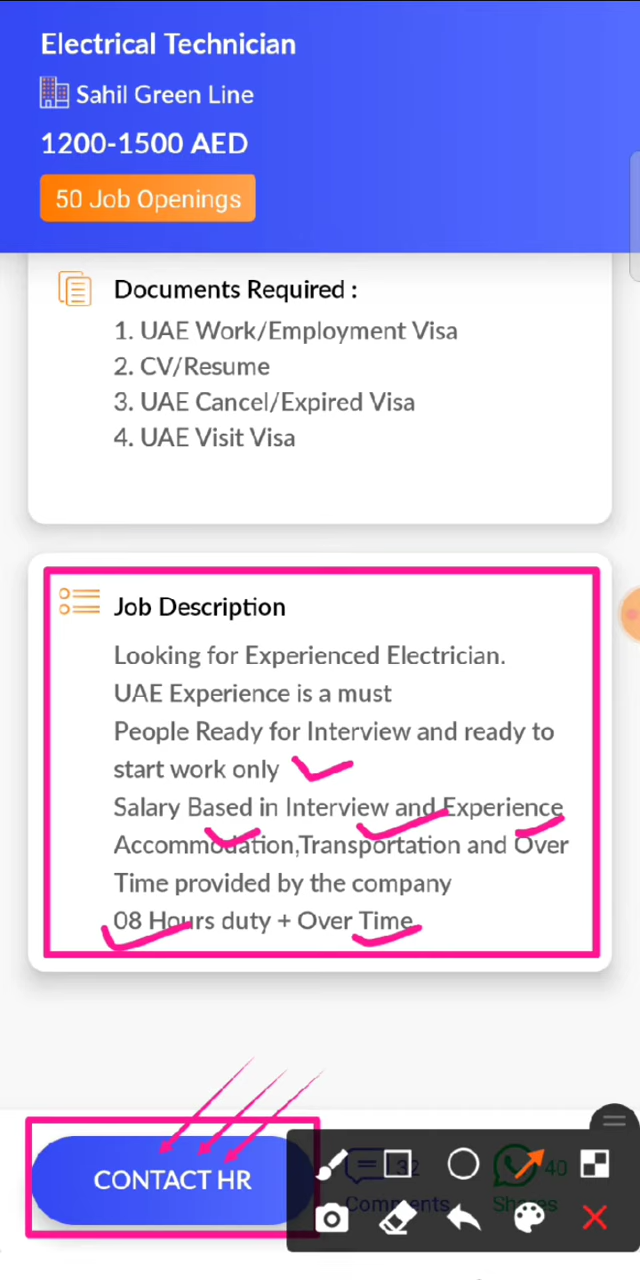 Electrical Technician
Sahil Green Line
1200-1500 AED
50 Job Openings
Documents Required :
1. UAE Work/Employment Visa
2. CV/Resume
3. UAE Cancel/Expired Visa
4. UAE Visit Visa
Job Description
Looking for Experienced Electrician.
UAE Experience is a must
People Ready for Interview and ready to
start work only
Salary Based in Interview and Experience
Accommodation,Transportation and Over
Time provided by the company
08 Hours duty + Over Time
CONTACT HR
40
Comments
Shares